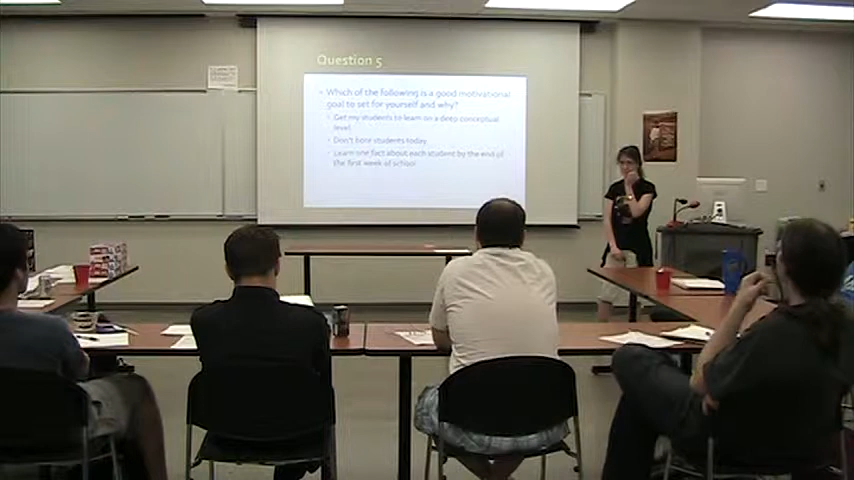 Question 5
Which of the following is a good motivational
goal to set for yourself and why?
Get my students to learn on a deep conceptual
level
Don't bore students today
Learn one fact about each student by the end of
the first week of school